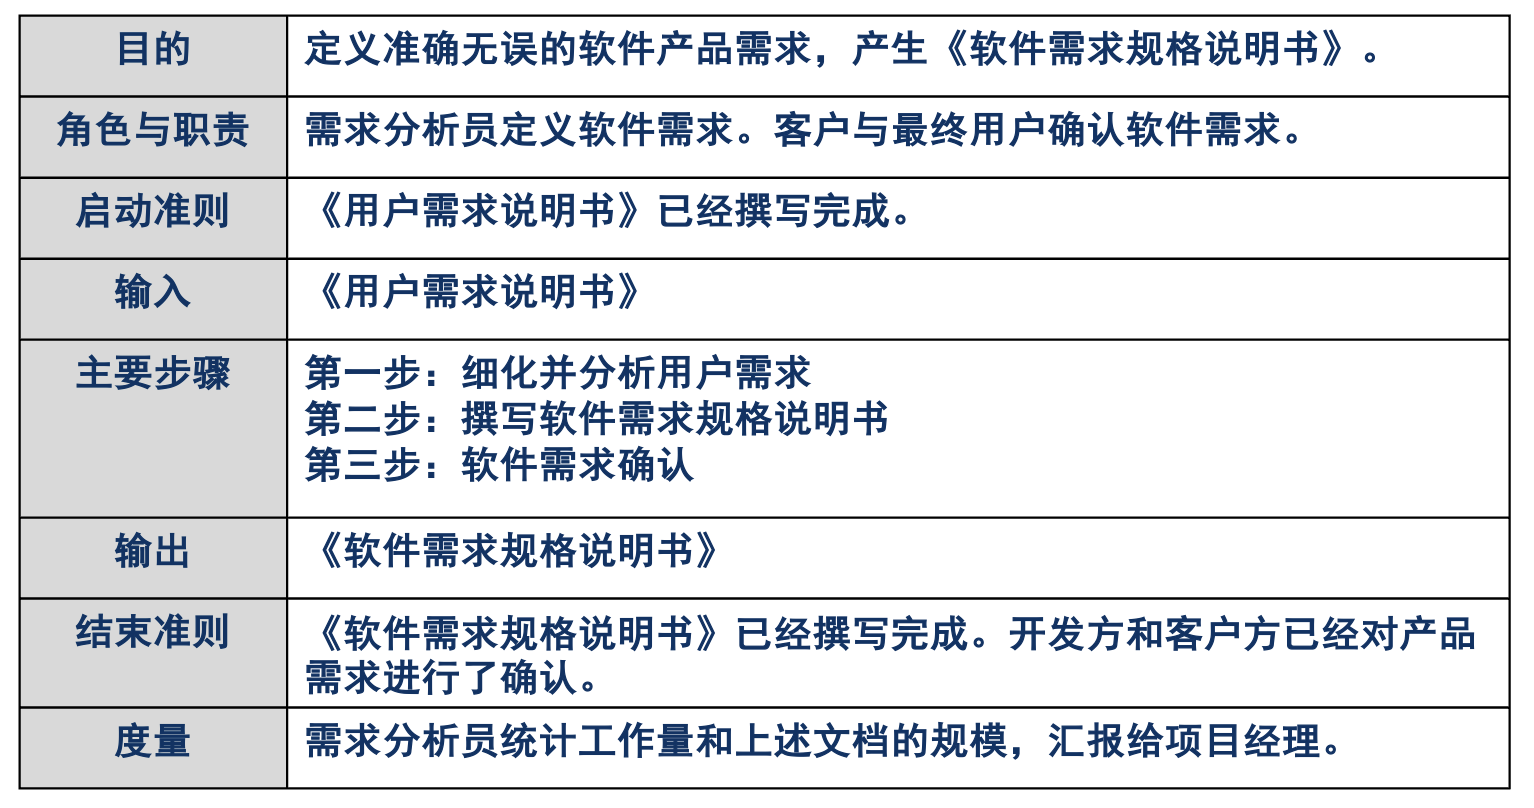 目的
定义准确无误的软件产品需求，产生《软件需求规格说明书》。
角色与职责
需求分析员定义软件需求。客户与最终用户确认软件需求。
启动准则
《用户需求说明书》已经撰写完成。
输入
《用户需求说明书》
主要步骤
第一步：细化并分析用户需求
第二步：撰写软件需求规格说明书
第三步：软件需求确认
输出
《软件需求规格说明书》
结束准则
《软件需求规格说明书》已经撰写完成。开发方和客户方已经对产品
需求进行了确认。
度量
需求分析员统计工作量和上述文档的规模，汇报给项目经理。